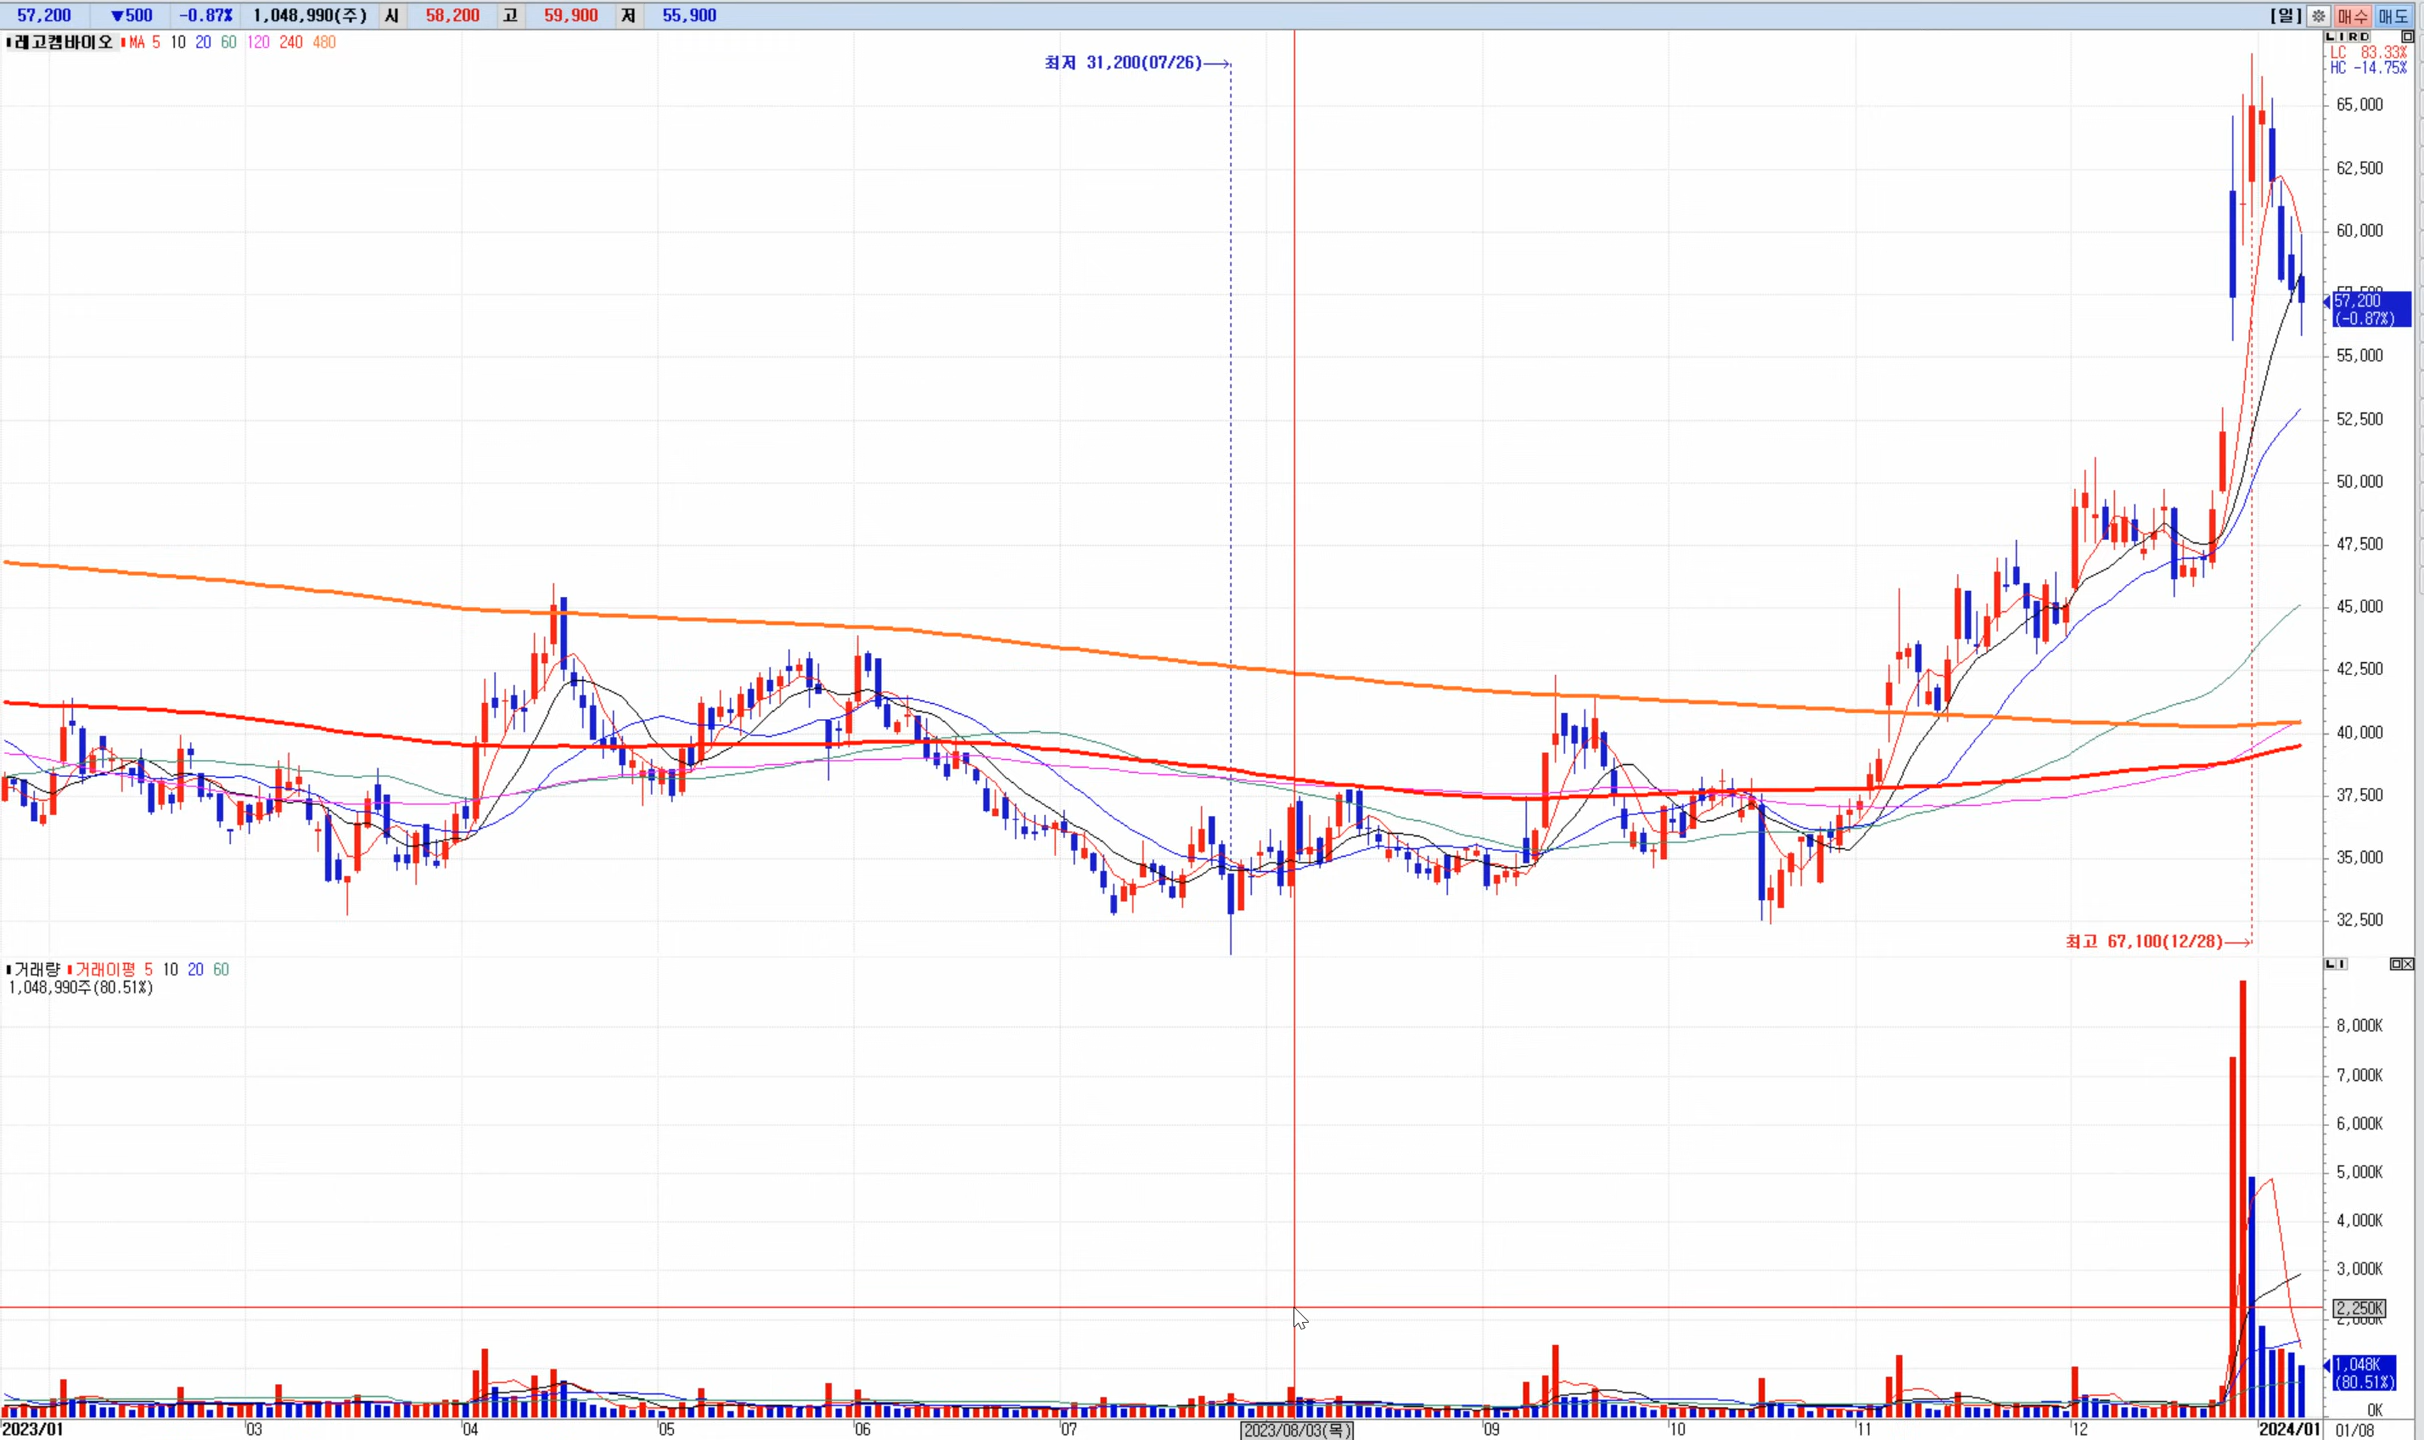 57,200 ▼500 -0.87% 1,048,990(주) 시 58,200 고 59,900 저 55,900 [일] 매수 매도
레고켐바이오 MA 5 10 20 60 120 240 480
LIRD
LC 83.33%
HC -14.75%
최저 31,200(07/26)
65,000
62,500
60,000
57,200
(-0.87%)
55,000
52,500
50,000
47,500
45,000
42,500
40,000
37,500
35,000
32,500
최고 67,100(12/28)
거래량 거래이평 5 10 20 60
LI
1,048,990주(80.51%)
8,000K
7,000K
6,000K
5,000K
4,000K
3,000K
2,250K
2,000K
1,048K
(80.51%)
0K
2023/01 03 04 05 06 07 2023/08/03(목) 09 10 11 12 2024/01 01/08